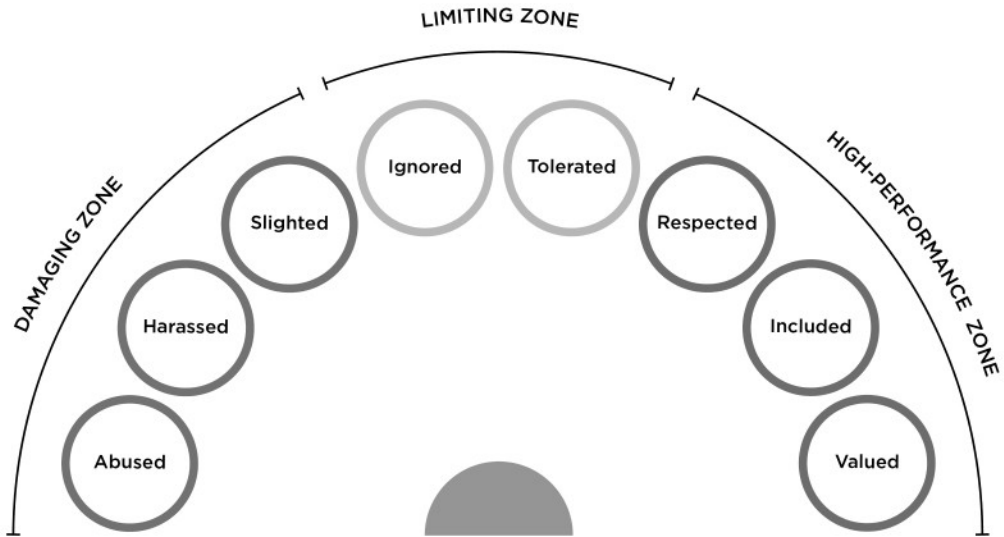 LIMITING ZONE
DAMAGING ZONE
HIGH-PERFORMANCE ZONE
Ignored
Tolerated
Slighted
Respected
Harassed
Included
Abused
Valued